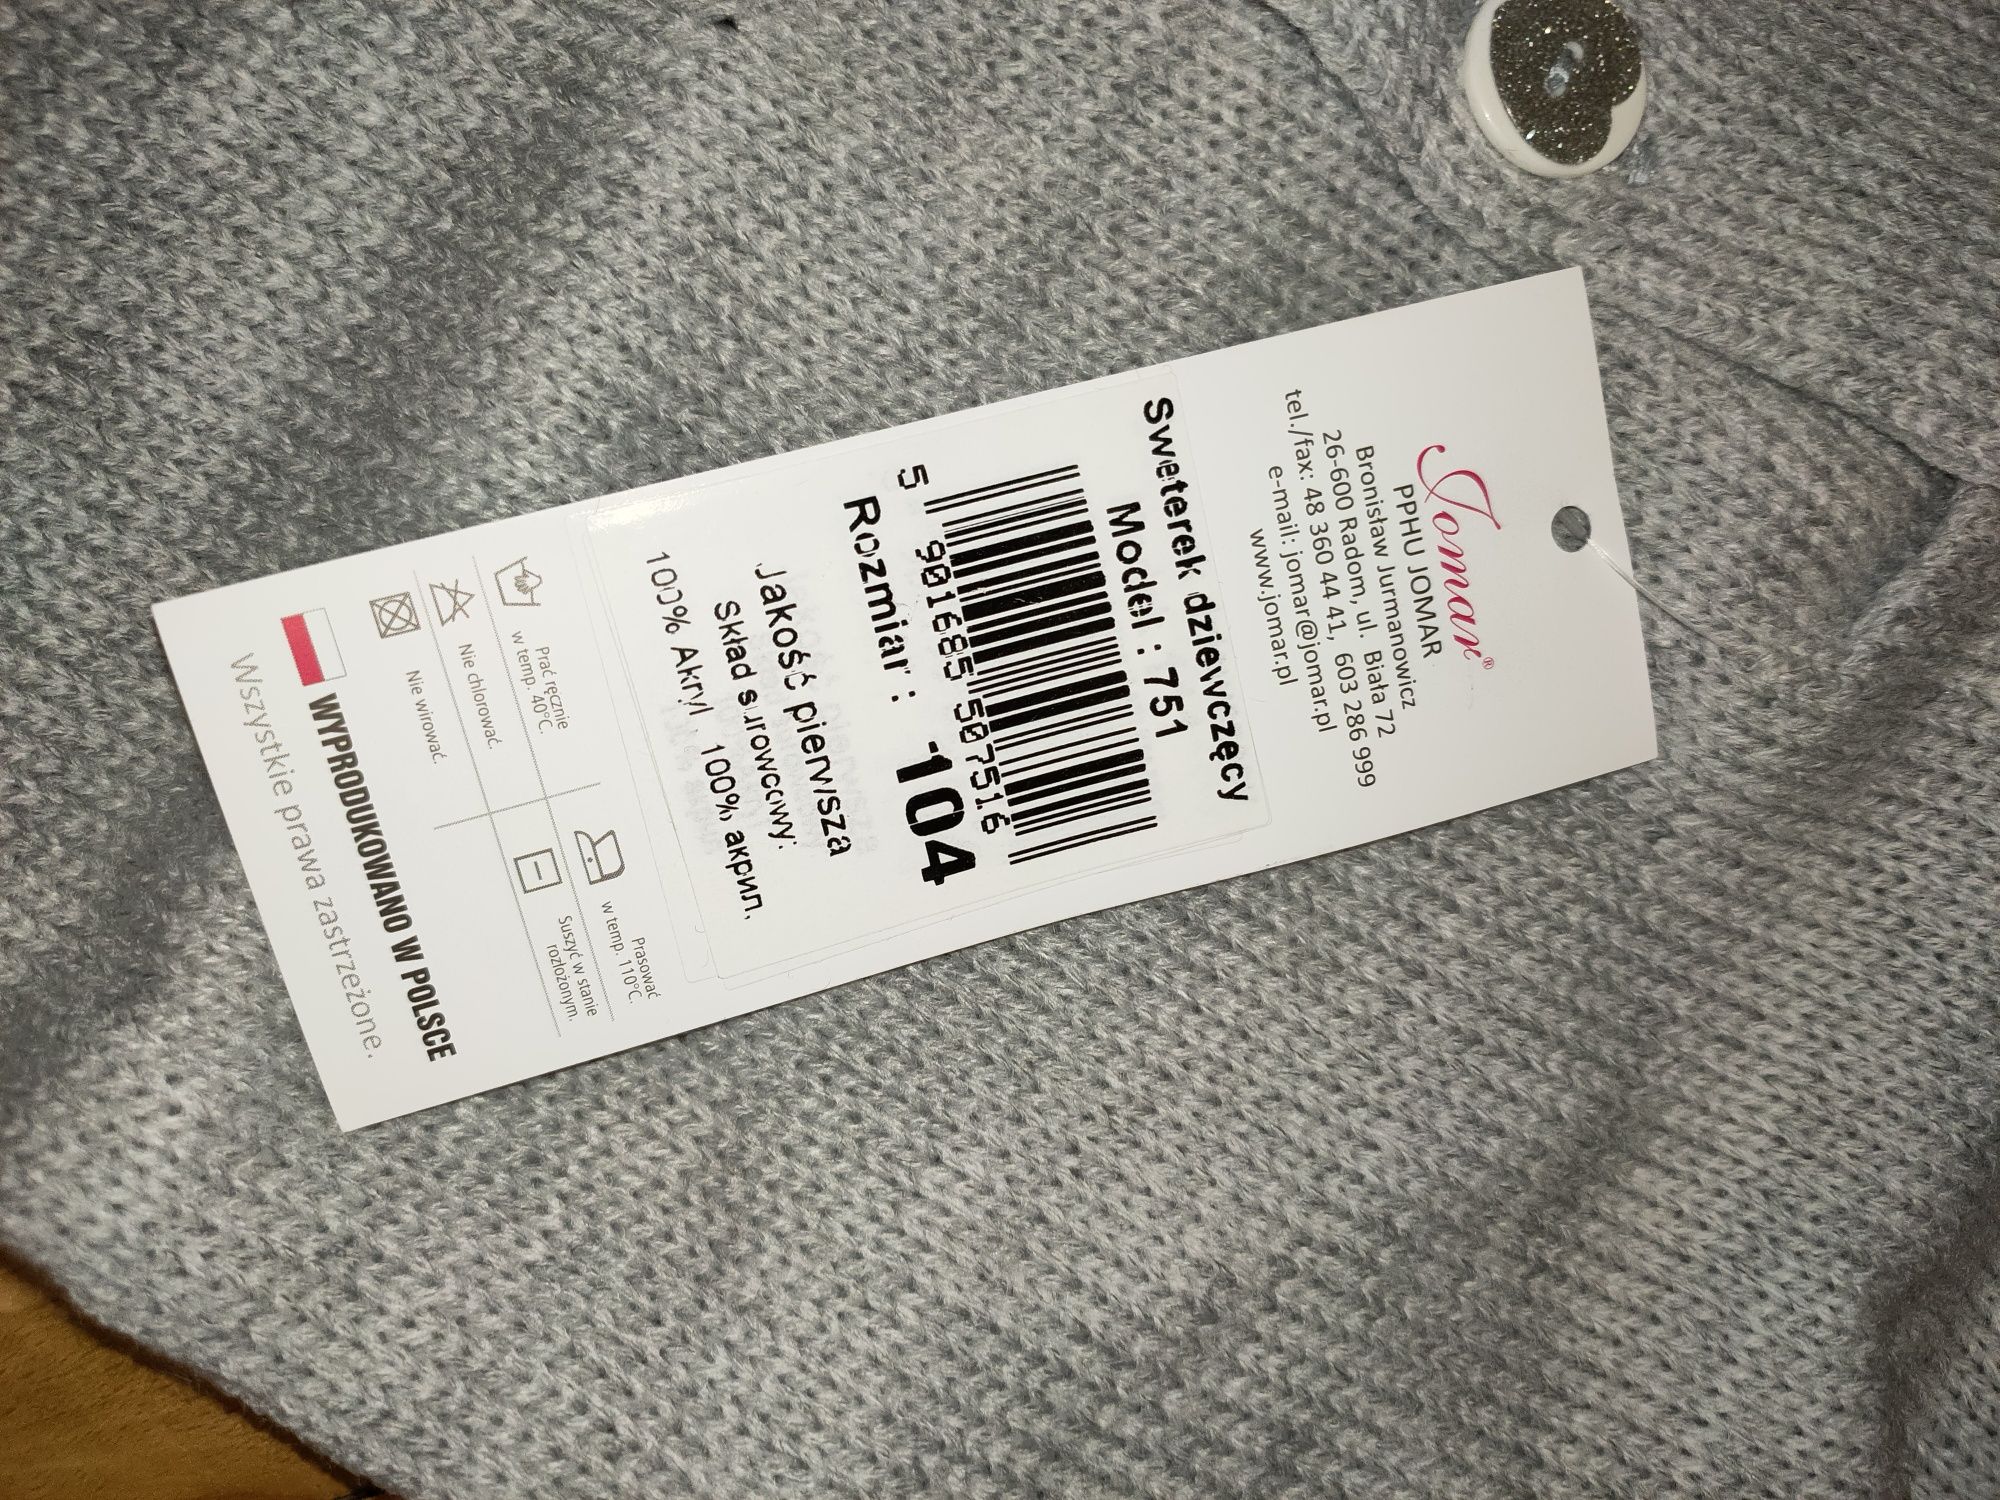 Jomar®
PPHU JOMAR
Bronisław Jurmanowicz
26-600 Radom, ul. Biała 72
tel./fax: 48 360 44 41, 603 286 999
e-mail: jomar@jomar.pl
www.jomar.pl
Sweterek dziewczęcy
Model : 751
5 901685 507516
Rozmiar : 104
Jakość pierwsza
Skład surowcowy:
100% Akryl 100% акрил,
Prać ręcznie
w temp. 40°C.
Prasować
w temp. 110°C.
Nie chlorować.
Suszyć w stanie
rozłożonym.
Nie wirować.
WYPRODUKOWANO W POLSCE
Wszystkie prawa zastrzeżone.